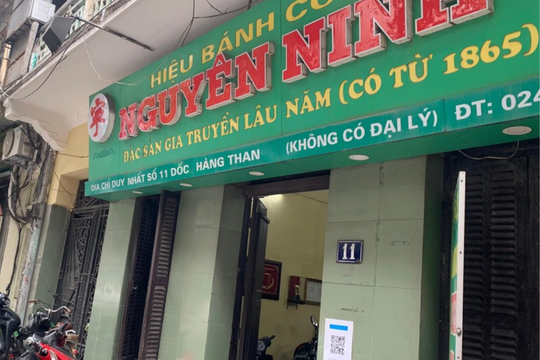 HIỆU BÁNH CỐ
NGUYÊN NINH
ĐẶC SẢN GIA TRUYỀN LÂU NĂM (CÓ TỪ 1865)
ĐỊA CHỈ DUY NHẤT SỐ 11 DỐC HÀNG THAN (KHÔNG CÓ ĐẠI LÝ) ĐT: 024
11